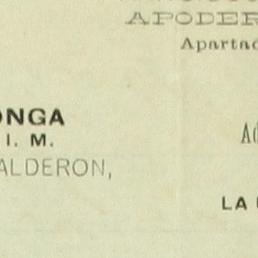 APODER
Apartad
ONGA
I. M.
ALDERON,
Ad
LA